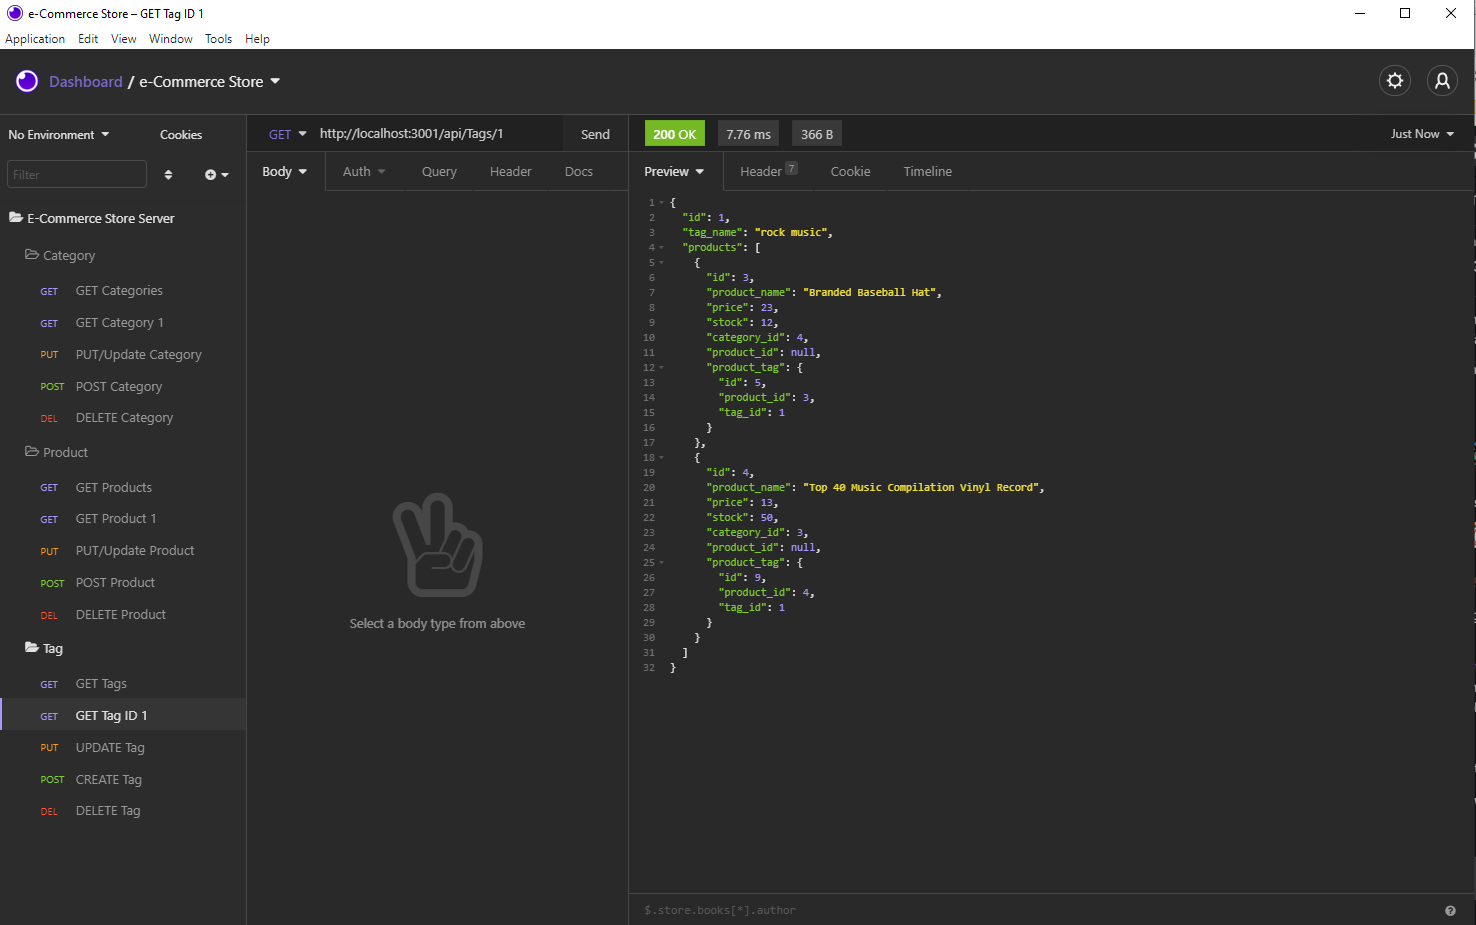 e-Commerce Store – GET Tag ID 1
Application Edit View Window Tools Help
Dashboard / e-Commerce Store
No Environment Cookies
Filter
E-Commerce Store Server
Category
GET GET Categories
GET GET Category 1
PUT PUT/Update Category
POST POST Category
DEL DELETE Category
Product
GET GET Products
GET GET Product 1
PUT PUT/Update Product
POST POST Product
DEL DELETE Product
Tag
GET GET Tags
GET GET Tag ID 1
PUT UPDATE Tag
POST CREATE Tag
DEL DELETE Tag
GET http://localhost:3001/api/Tags/1 Send
Body Auth Query Header Docs
Select a body type from above
200 OK 7.76 ms 366 B Just Now
Preview Header 7 Cookie Timeline
1 {
2 "id": 1,
3 "tag_name": "rock music",
4 "products": [
5 {
6 "id": 3,
7 "product_name": "Branded Baseball Hat",
8 "price": 23,
9 "stock": 12,
10 "category_id": 4,
11 "product_id": null,
12 "product_tag": {
13 "id": 5,
14 "product_id": 3,
15 "tag_id": 1
16 }
17 },
18 {
19 "id": 4,
20 "product_name": "Top 40 Music Compilation Vinyl Record",
21 "price": 13,
22 "stock": 50,
23 "category_id": 3,
24 "product_id": null,
25 "product_tag": {
26 "id": 9,
27 "product_id": 4,
28 "tag_id": 1
29 }
30 }
31 ]
32 }
$.store.books[*].author